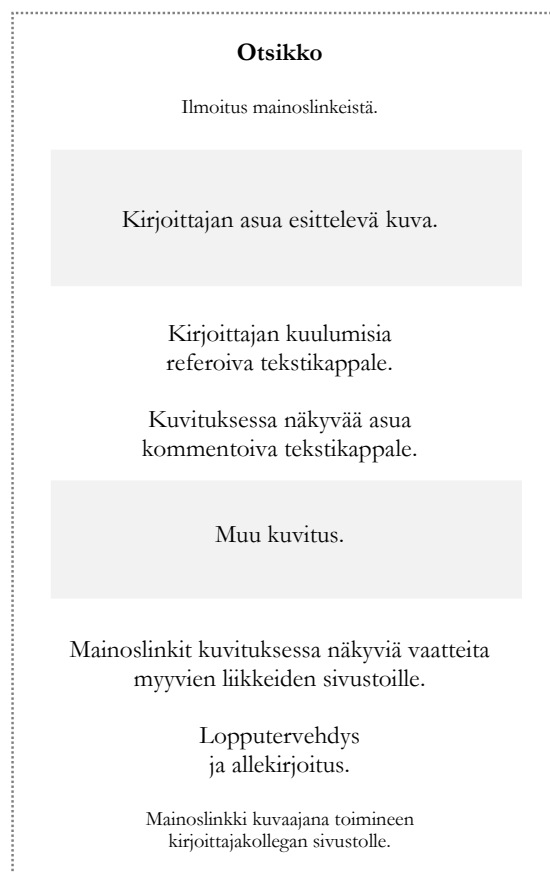 Otsikko
Ilmoitus mainoslinkeistä.
Kirjoittajan asua esittelevä kuva.
Kirjoittajan kuulumisia
referoiva tekstikappale.
Kuvituksessa näkyvää asua
kommentoiva tekstikappale.
Muu kuvitus.
Mainoslinkit kuvituksessa näkyviä vaatteita
myyvien liikkeiden sivustoille.
Lopputervehdys
ja allekirjoitus.
Mainoslinkki kuvaajana toimineen
kirjoittajakollegan sivustolle.